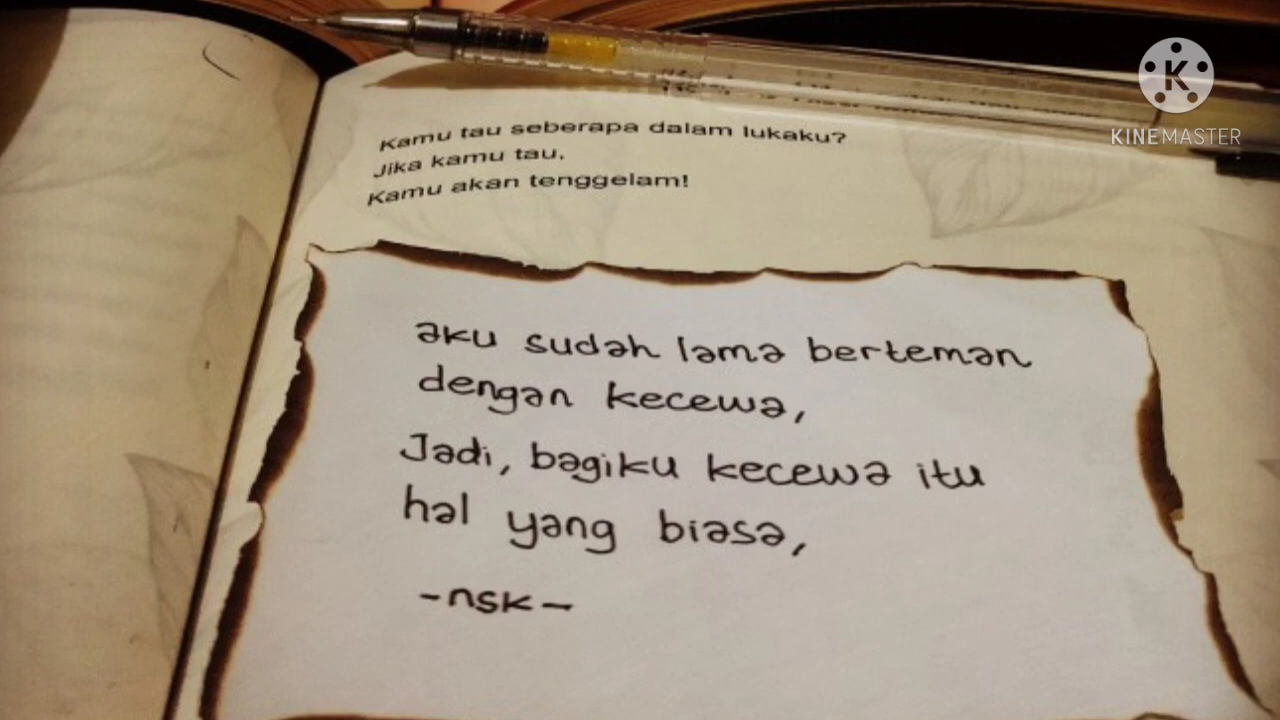 KINEMASTER
Kamu tau seberapa dalam lukaku?
Jika kamu tau,
Kamu akan tenggelam!
aku sudah lama berteman
dengan kecewa,
Jadi, bagiku kecewa itu
hal yang biasa,
-nsk-